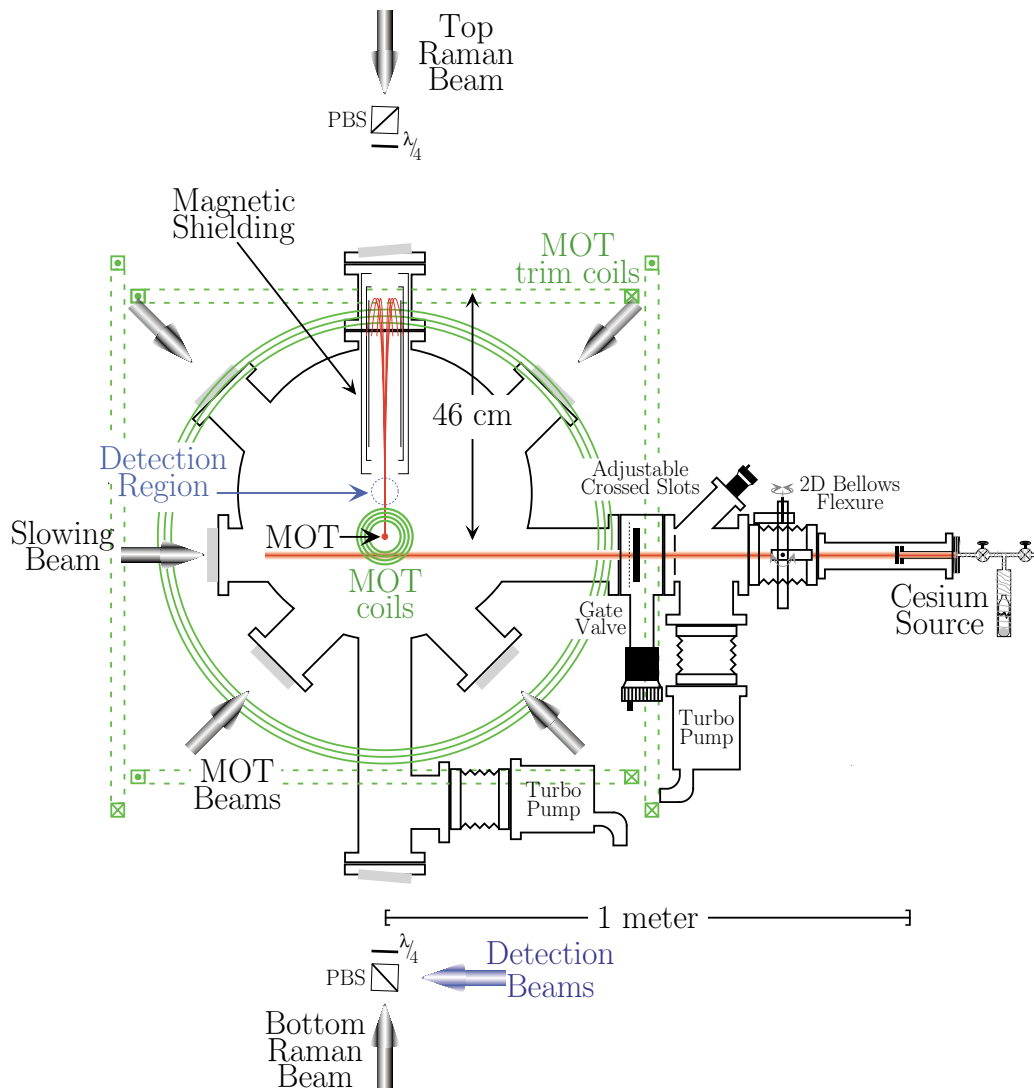 Top
Raman
Beam
PBS
λ/4
Magnetic
Shielding
MOT
trim coils
46 cm
Detection
Region
Adjustable
Crossed Slots
2D Bellows
Flexure
Slowing
Beam
MOT
MOT
coils
Gate
Valve
Cesium
Source
Turbo
Pump
MOT
Beams
Turbo
Pump
1 meter
λ/4
PBS
Detection
Beams
Bottom
Raman
Beam